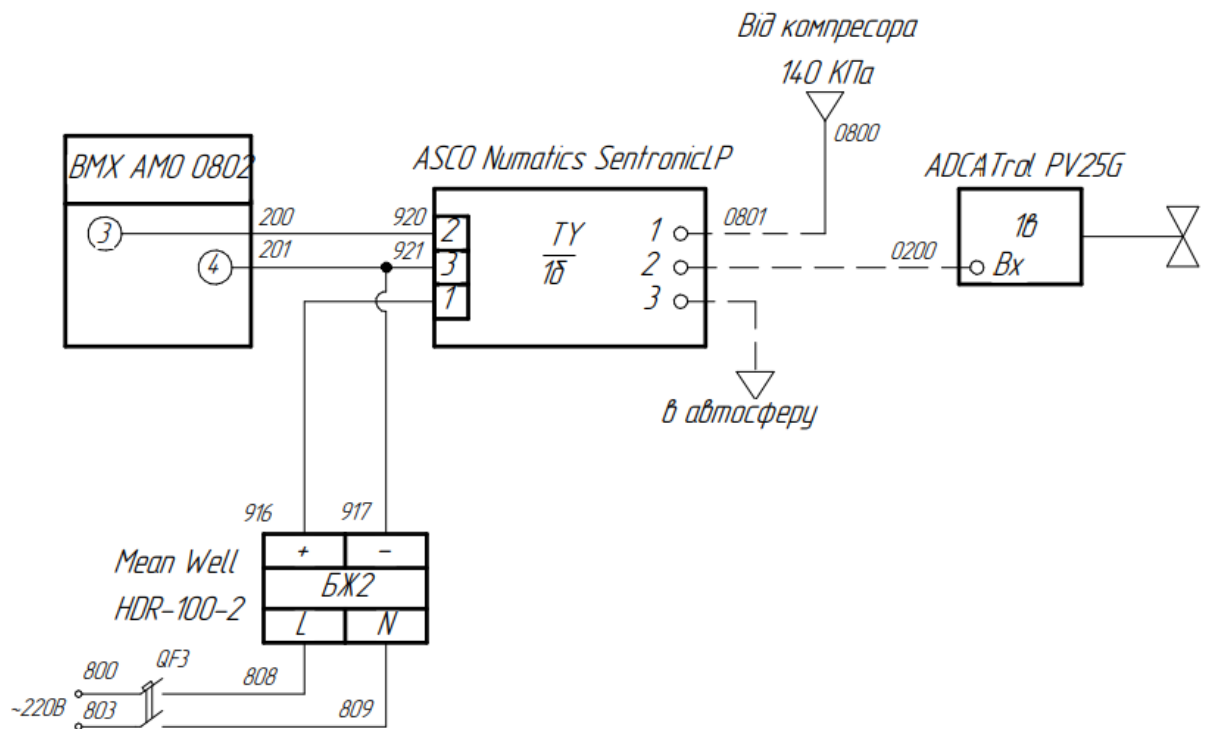 Від компресора
140 КПа
0800
BMX AMO 0802
ASCO Numatics SentronicLP
ADCATrol PV25G
3
200
920
2
TY
1б
1
0801
1в
4
201
921
3
2
0200
Вх
1
3
в автосферу
916
917
+
-
Mean Well
HDR-100-2
БЖ2
L
N
800
QF3
808
~220В
803
809